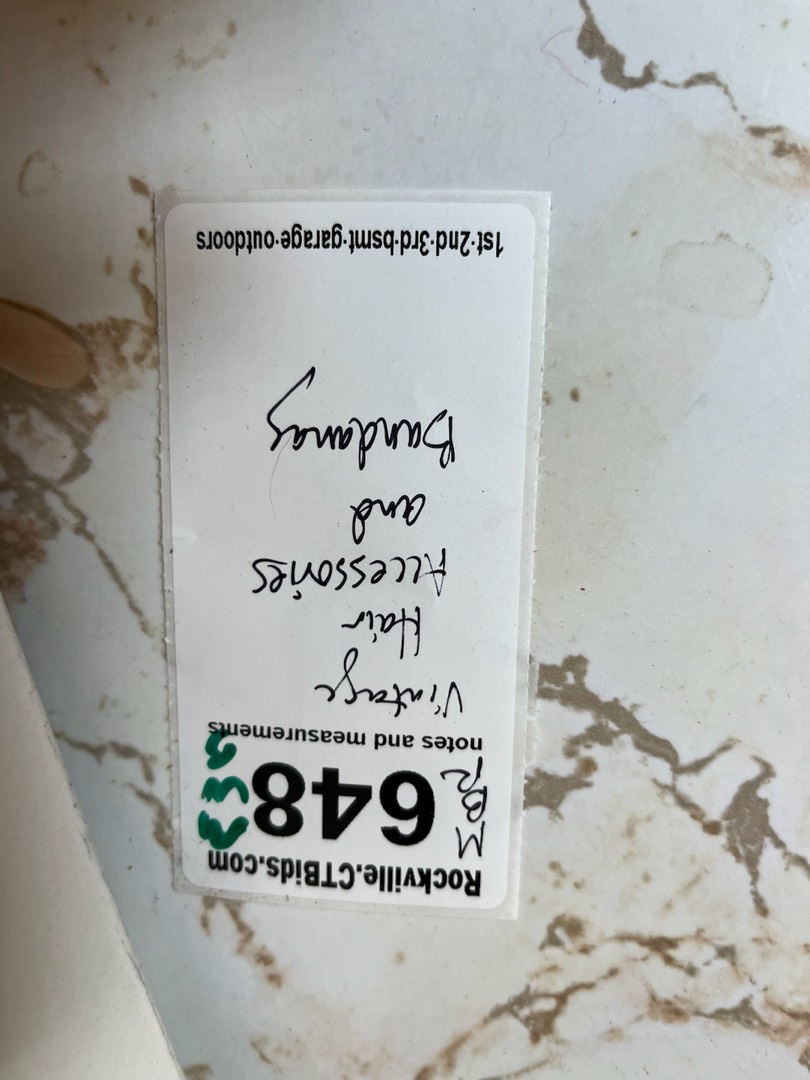 Rockville.CTBids.com
M
B
R
648
notes and measurements
Vintage
Hair
Accessories
and
Bandanas
1st·2nd·3rd·bsmt·garage·outdoors